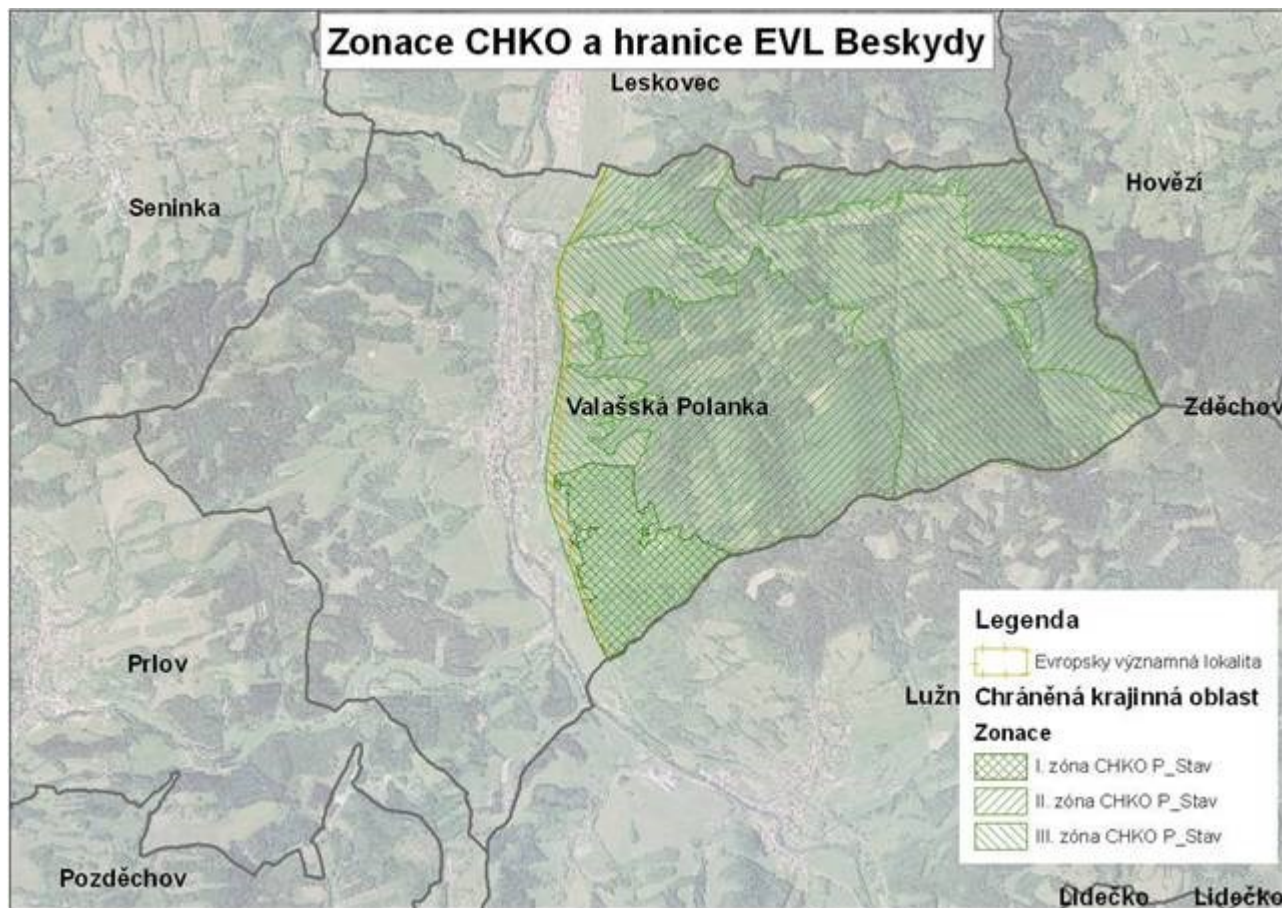 Zonace CHKO a hranice EVL Beskydy
Leskovec
Seninka
Hovězí
Valašská Polanka
Zděchov
Prlov
Lužn
Pozděchov
Lidečko
Lidečko
Legenda
Evropsky významná lokalita
Chráněná krajinná oblast
Zonace
I. zóna CHKO P_Stav
II. zóna CHKO P_Stav
III. zóna CHKO P_Stav